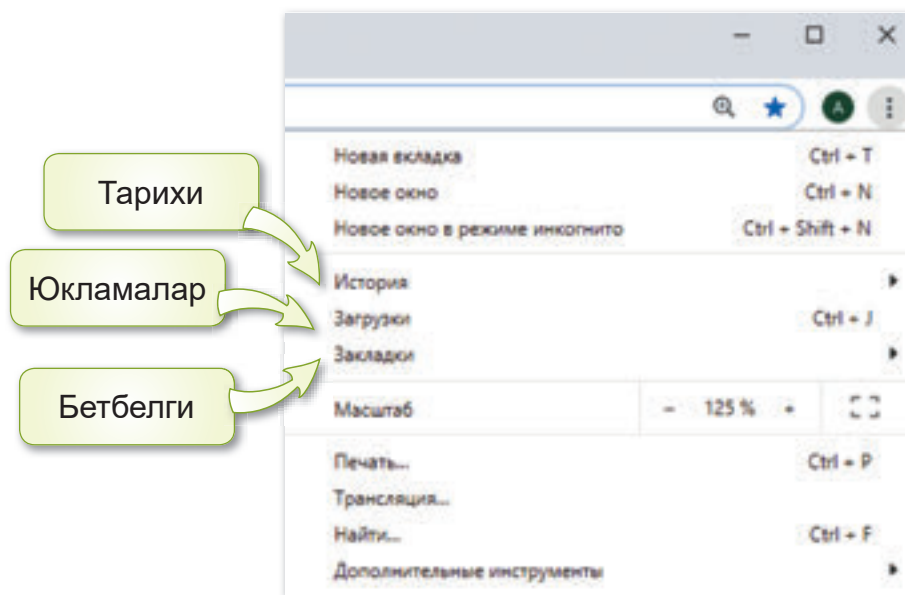 Новая вкладка Ctrl + T
Новое окно Ctrl + N
Новое окно в режиме инкогнито Ctrl + Shift + N
Тарихи
История
Юкламалар
Загрузки Ctrl + J
Закладки
Бетбелги
Масштаб - 125 % +
Печать... Ctrl + P
Трансляция...
Найти... Ctrl + F
Дополнительные инструменты
A